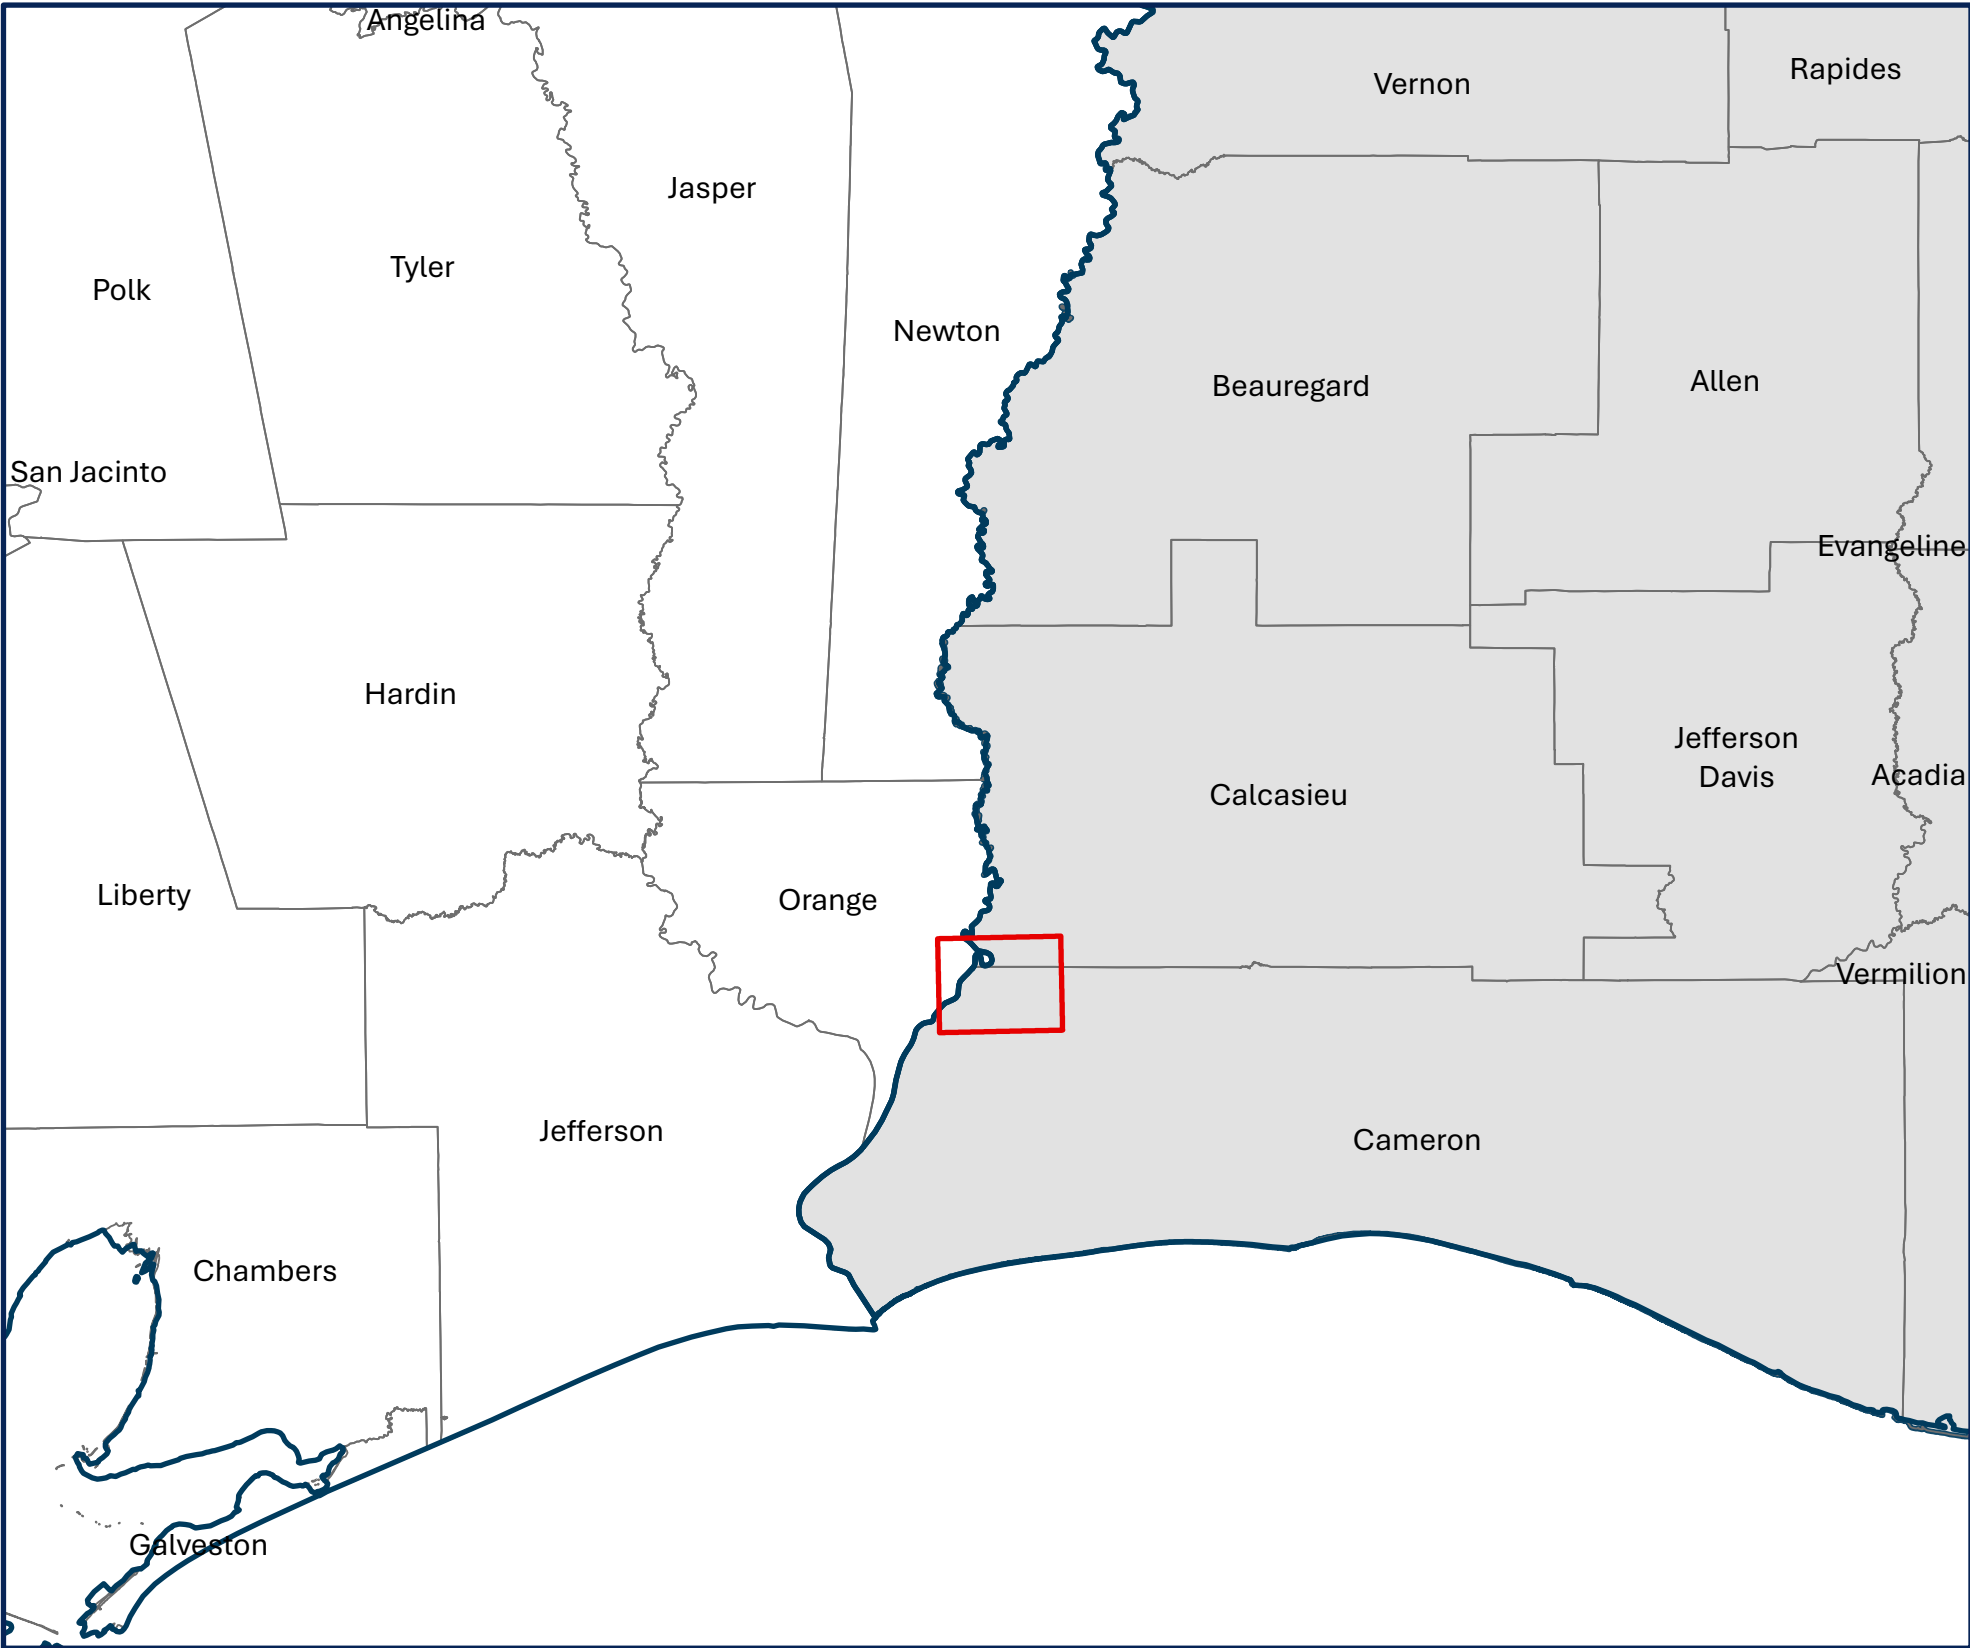 Angelina
Rapides
Vernon
Jasper
Tyler
Polk
Newton
Allen
Beauregard
San Jacinto
Evangeline
Hardin
Jefferson
Davis
Acadia
Calcasieu
Liberty
Orange
Vermilion
Jefferson
Cameron
Chambers
Galveston